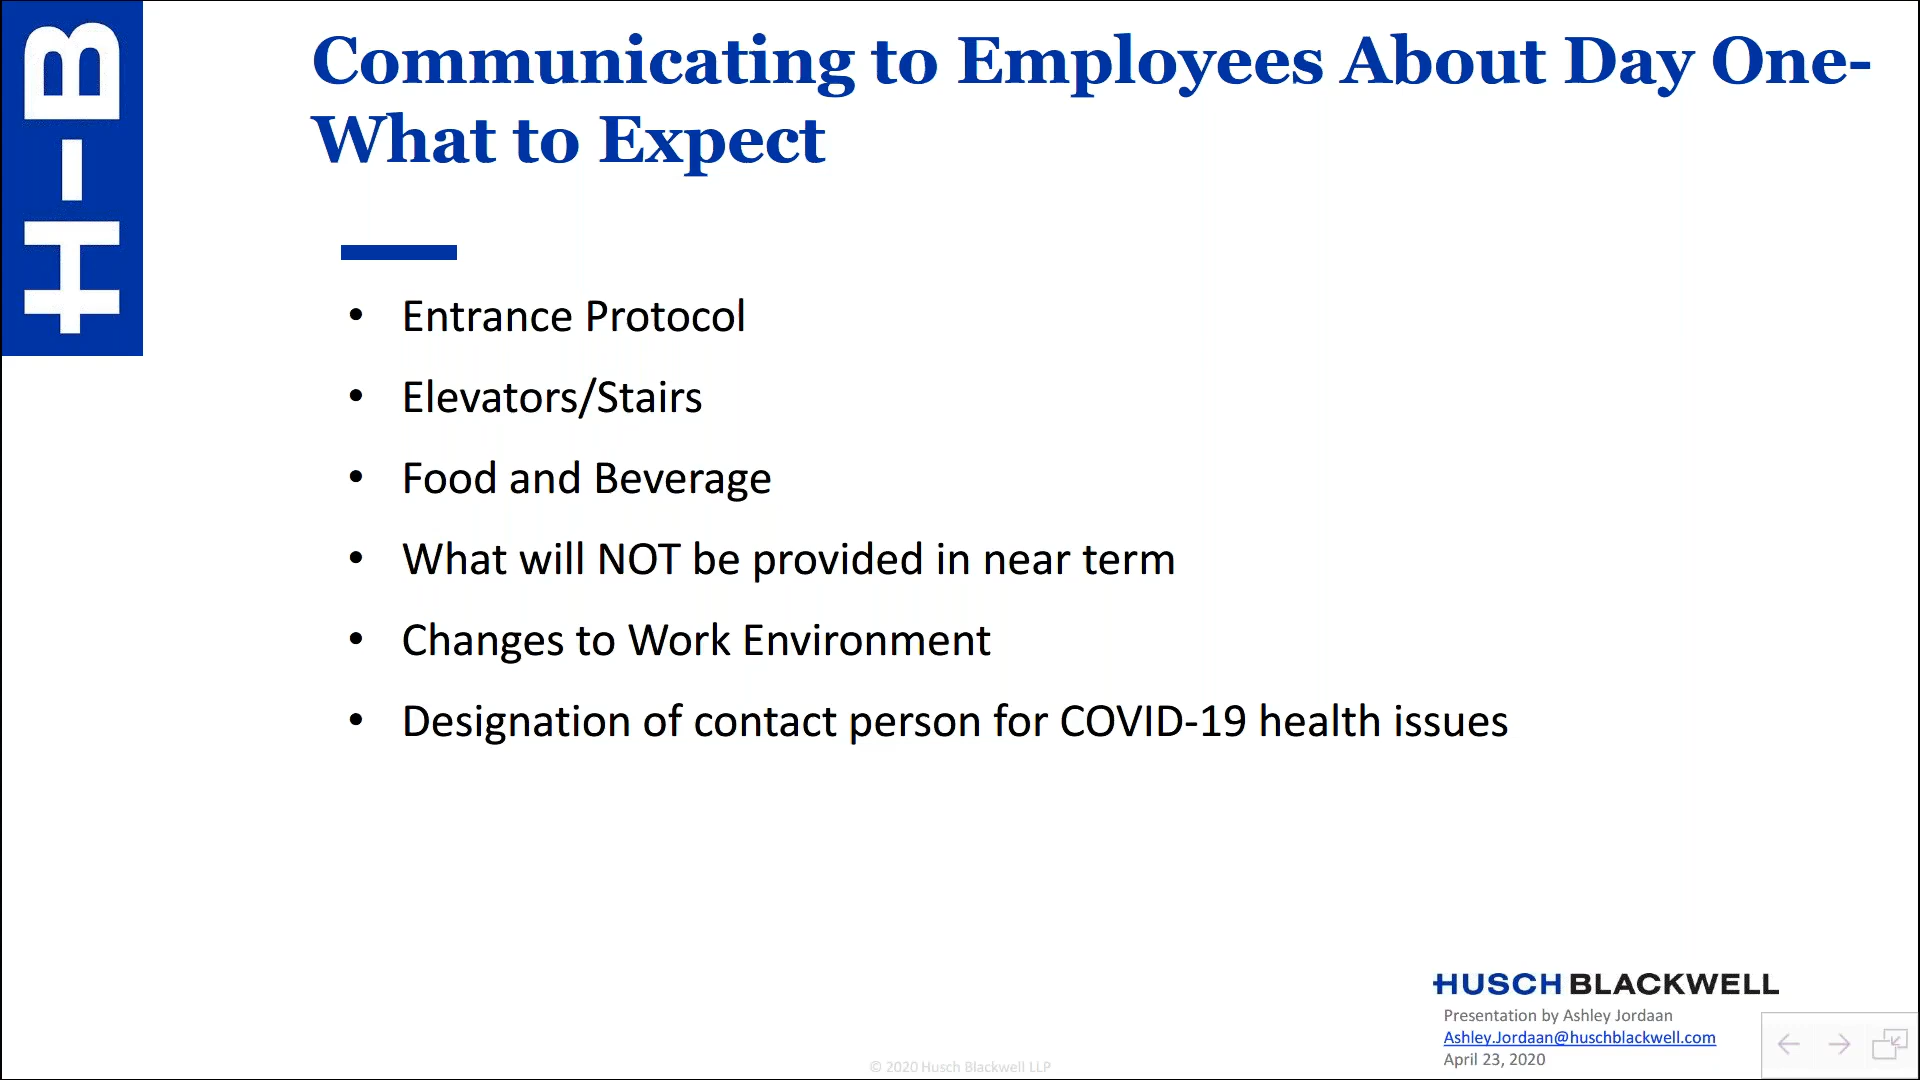 H-B
Communicating to Employees About Day One-
What to Expect
• Entrance Protocol
• Elevators/Stairs
• Food and Beverage
• What will NOT be provided in near term
• Changes to Work Environment
• Designation of contact person for COVID-19 health issues
HUSCH BLACKWELL
Presentation by Ashley Jordaan
Ashley.Jordaan@huschblackwell.com
April 23, 2020
© 2020 Husch Blackwell LLP